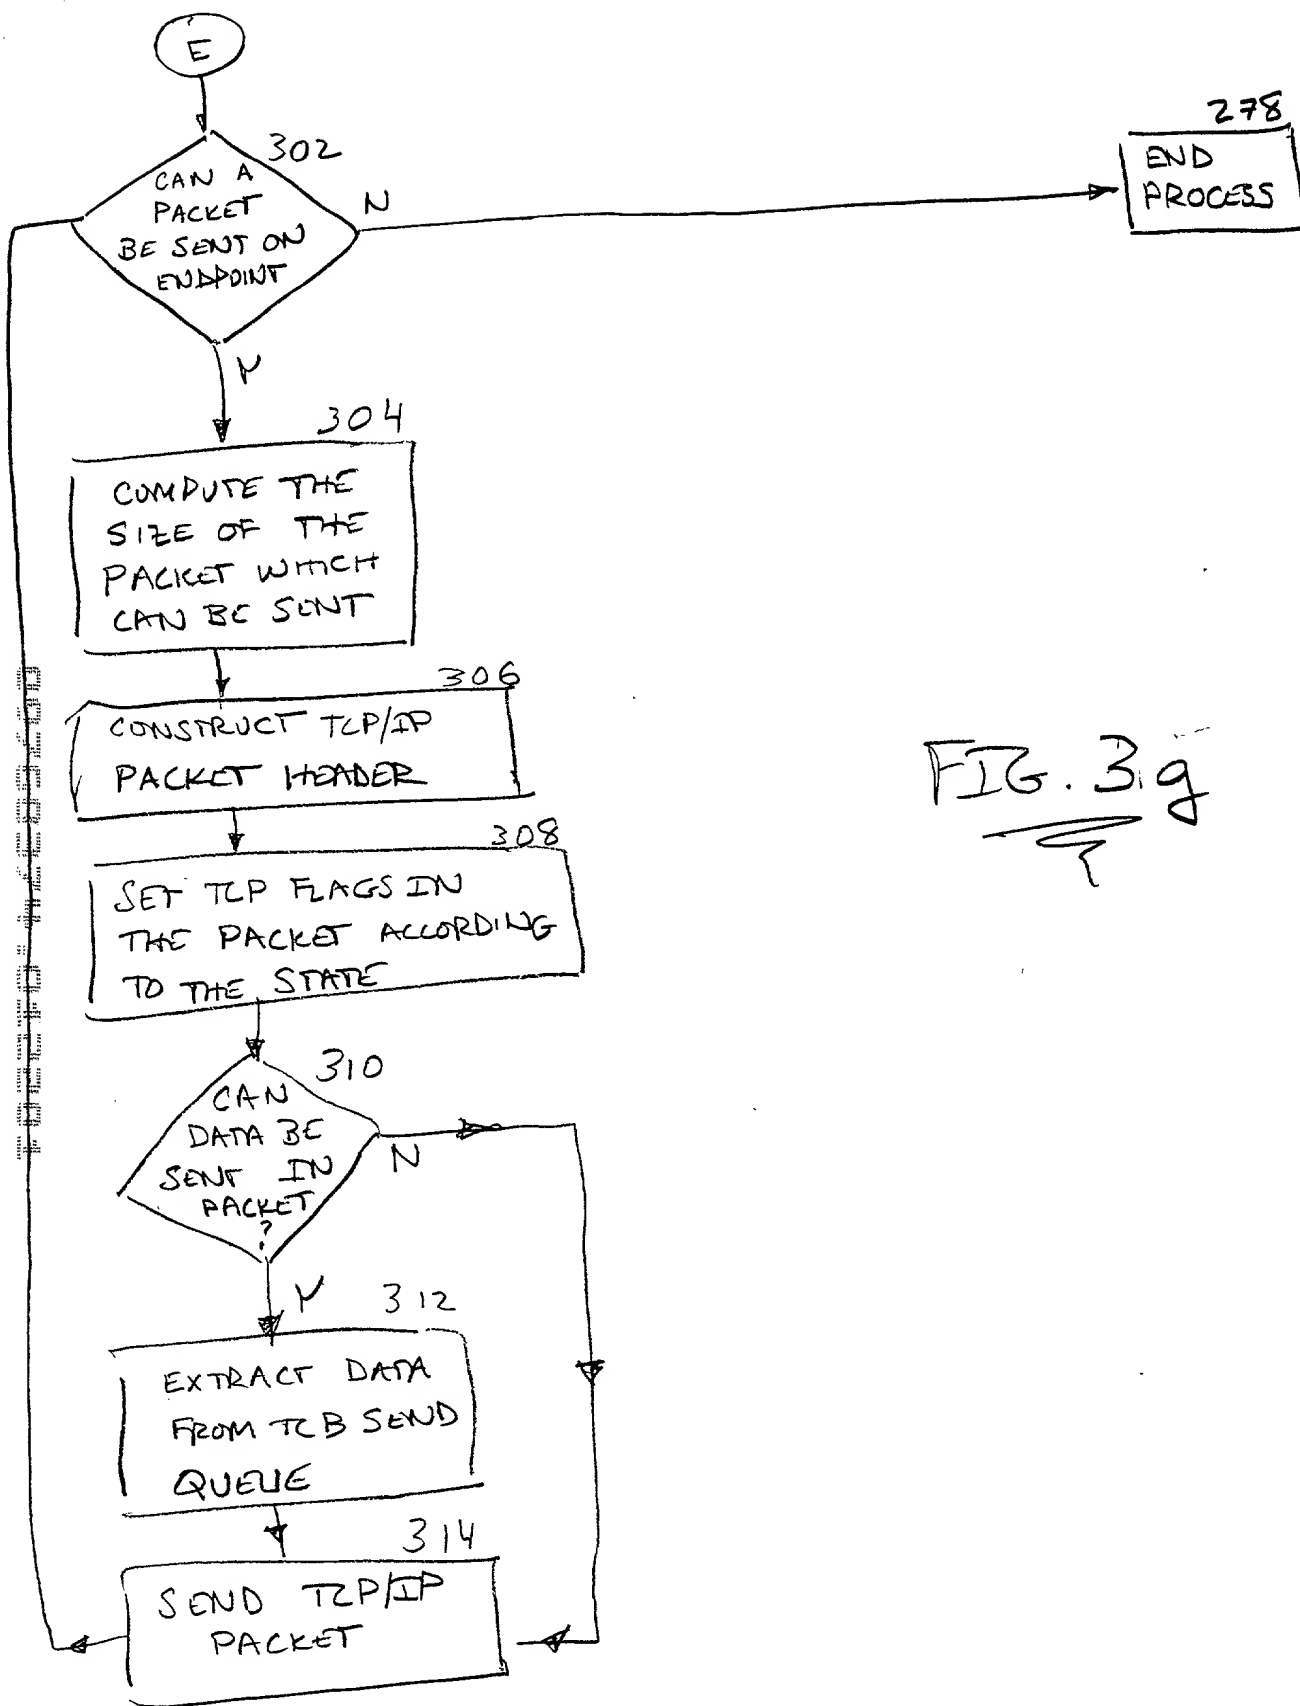 E
302
CAN A
PACKET
BE SENT ON
ENDPOINT
N
278
END
PROCESS
Y
304
COMPUTE THE
SIZE OF THE
PACKET WHICH
CAN BE SENT
306
CONSTRUCT TCP/IP
PACKET HEADER
308
SET TCP FLAGS IN
THE PACKET ACCORDING
TO THE STATE
310
CAN
DATA BE
SENT IN
PACKET
?
N
Y
312
EXTRACT DATA
FROM TCB SEND
QUEUE
314
SEND TCP/IP
PACKET
FIG. 3.g